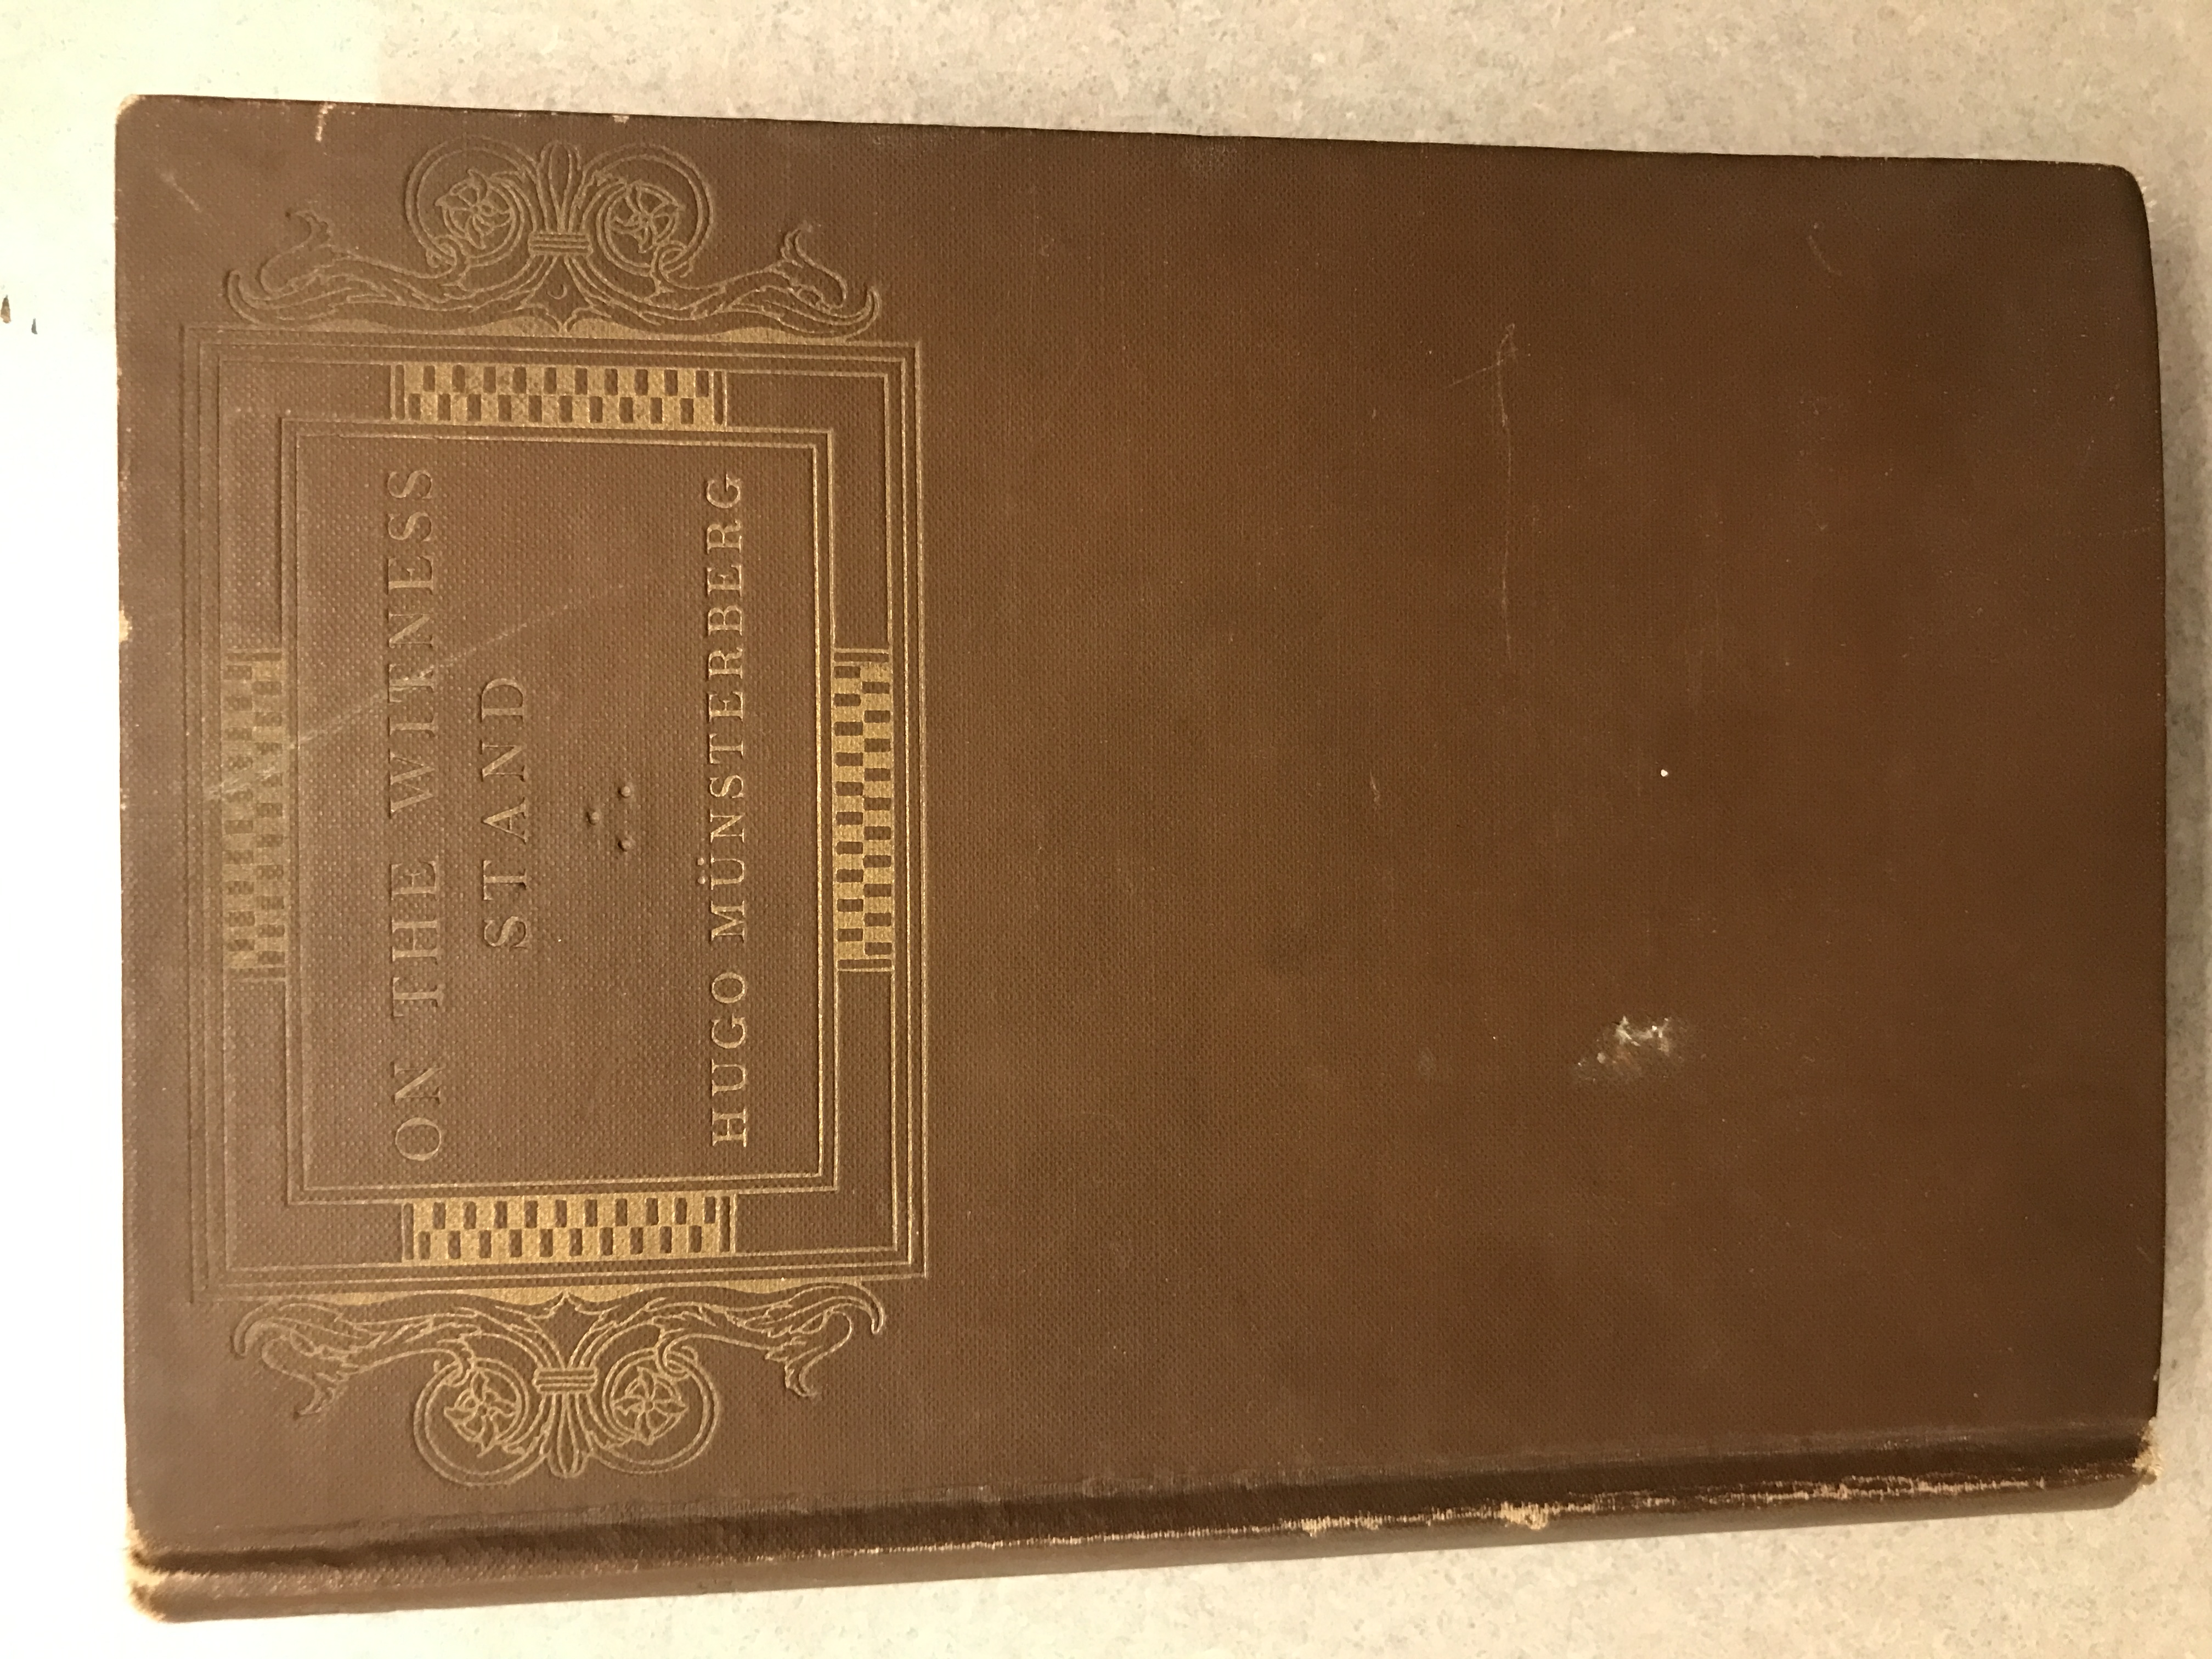 ON THE WITNESS
STAND
HUGO MÜNSTERBERG